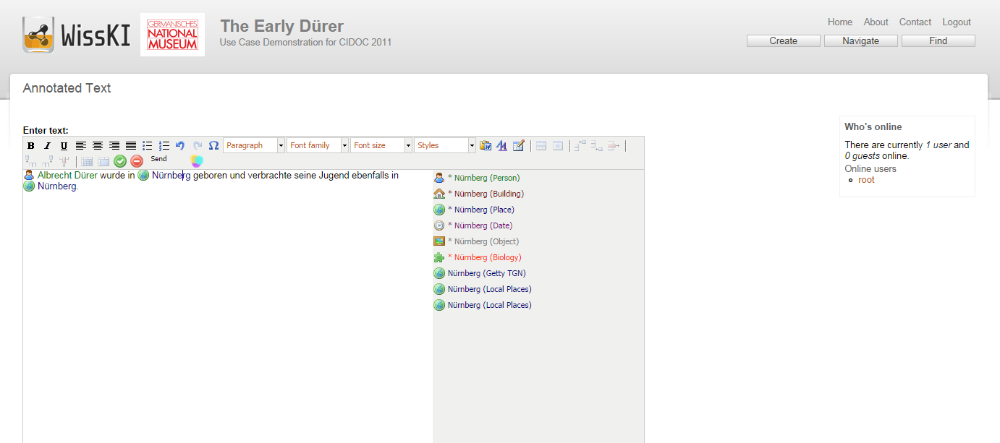 WissKI
GERMANISCHES
NATIONAL
MUSEUM
The Early Dürer
Use Case Demonstration for CIDOC 2011
Home About Contact Logout
Create Navigate Find
Annotated Text
Enter text:
B I U Ω Paragraph Font family Font size Styles
Send
Albrecht Dürer wurde in Nürnberg geboren und verbrachte seine Jugend ebenfalls in
Nürnberg.
* Nürnberg (Person)
* Nürnberg (Building)
* Nürnberg (Place)
* Nürnberg (Date)
* Nürnberg (Object)
* Nürnberg (Biology)
Nürnberg (Getty TGN)
Nürnberg (Local Places)
Nürnberg (Local Places)
Who's online
There are currently 1 user and
0 guests online.
Online users
root